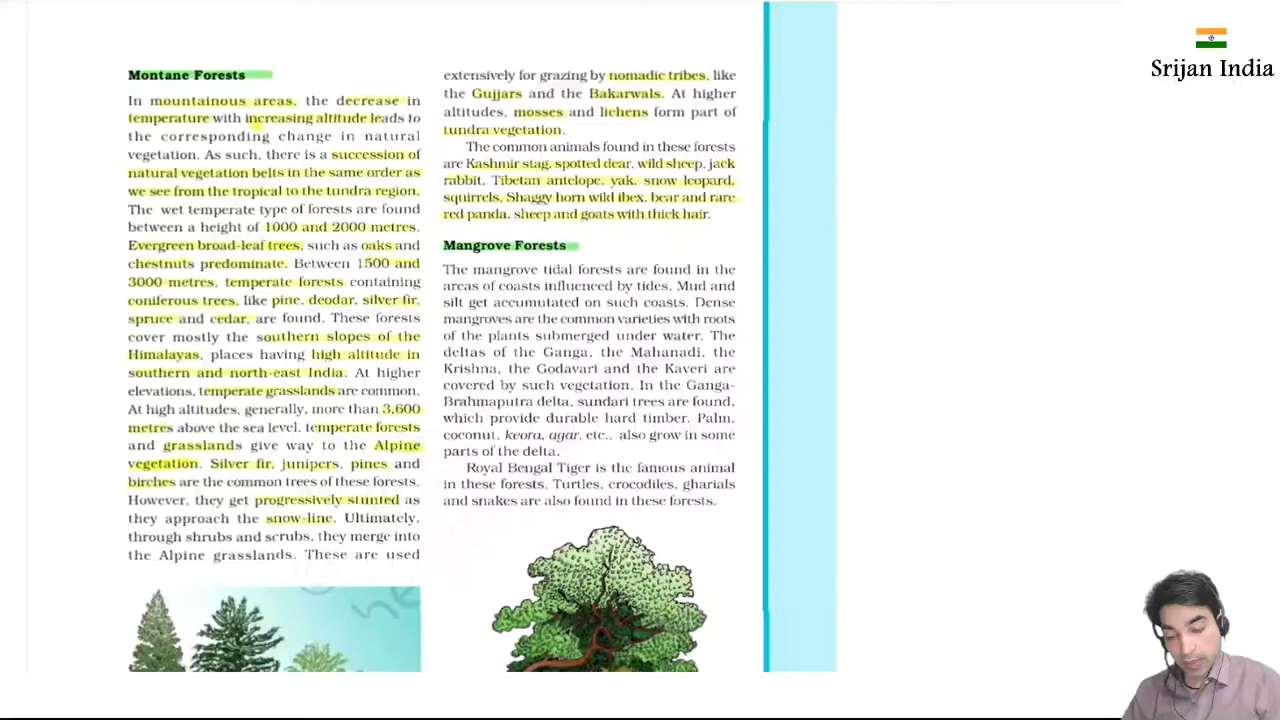 Montane Forests
In mountainous areas, the decrease in
temperature with increasing altitude leads to
the corresponding change in natural
vegetation. As such, there is a succession of
natural vegetation belts in the same order as
we see from the tropical to the tundra region.
The wet temperate type of forests are found
between a height of 1000 and 2000 metres.
Evergreen broad-leaf trees, such as oaks and
chestnuts predominate. Between 1500 and
3000 metres, temperate forests containing
coniferous trees, like pine, deodar, silver fir,
spruce and cedar, are found. These forests
cover mostly the southern slopes of the
Himalayas, places having high altitude in
southern and north-east India. At higher
elevations, temperate grasslands are common.
At high altitudes, generally, more than 3,600
metres above the sea level, temperate forests
and grasslands give way to the Alpine
vegetation. Silver fir, junipers, pines and
birches are the common trees of these forests.
However, they get progressively stunted as
they approach the snow-line. Ultimately,
through shrubs and scrubs, they merge into
the Alpine grasslands. These are used
extensively for grazing by nomadic tribes, like
the Gujjars and the Bakarwals. At higher
altitudes, mosses and lichens form part of
tundra vegetation.
The common animals found in these forests
are Kashmir stag, spotted dear, wild sheep, jack
rabbit, Tibetan antelope, yak, snow leopard,
squirrels, Shaggy horn wild ibex, bear and rare
red panda, sheep and goats with thick hair.
Mangrove Forests
The mangrove tidal forests are found in the
areas of coasts influenced by tides. Mud and
silt get accumutated on such coasts. Dense
mangroves are the common varieties with roots
of the plants submerged under water. The
deltas of the Ganga, the Mahanadi, the
Krishna, the Godavari and the Kaveri are
covered by such vegetation. In the Ganga-
Brahmaputra delta, sundari trees are found,
which provide durable hard timber. Palm,
coconut, keora, agar, etc., also grow in some
parts of the delta.
Royal Bengal Tiger is the famous animal
in these forests. Turtles, crocodiles, gharials
and snakes are also found in these forests.
Srijan India